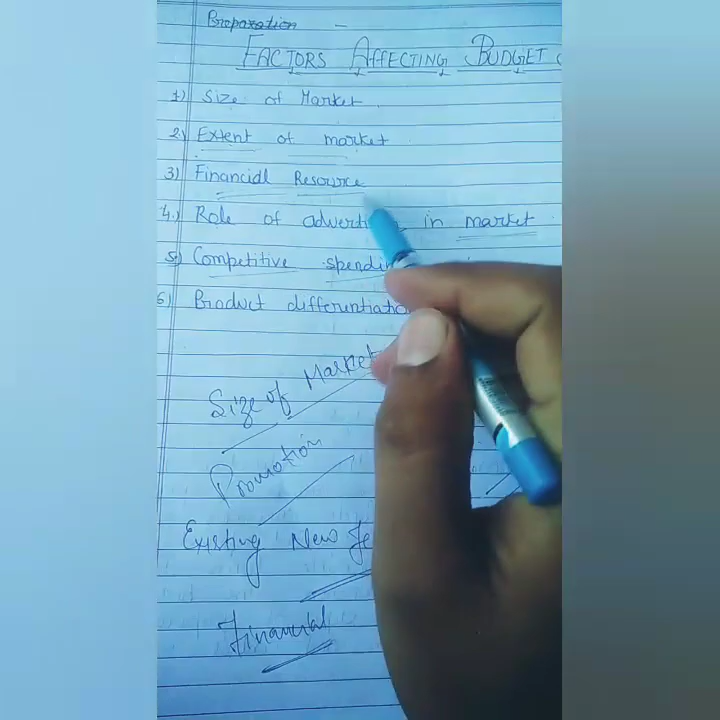 Preparation -
FACTORS AFFECTING BUDGET
1) Size of Market
2) Extent of market
3) Financial Resource
4.) Role of advert in market
5) Competitive spendin
6) Product differentiatio
Size of Market
Promotion
Existing New
Financial